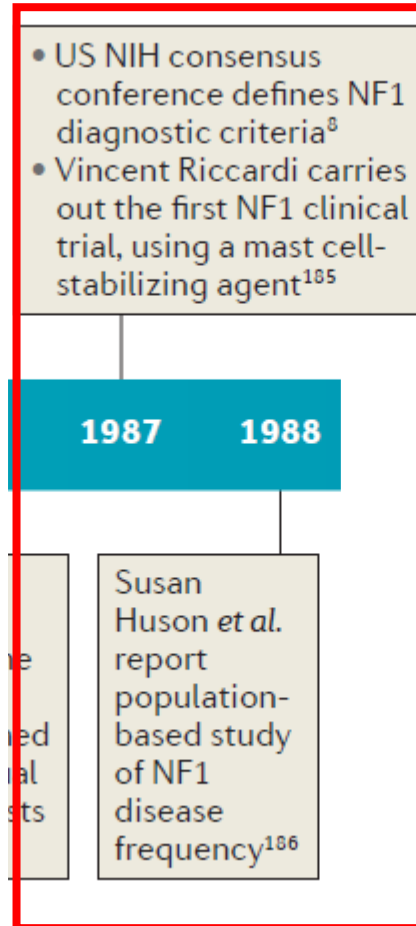 • US NIH consensus
conference defines NF1
diagnostic criteria⁸
• Vincent Riccardi carries
out the first NF1 clinical
trial, using a mast cell-
stabilizing agent¹⁸⁵
1987 1988
Susan
Huson et al.
report
population-
based study
of NF1
disease
frequency¹⁸⁶